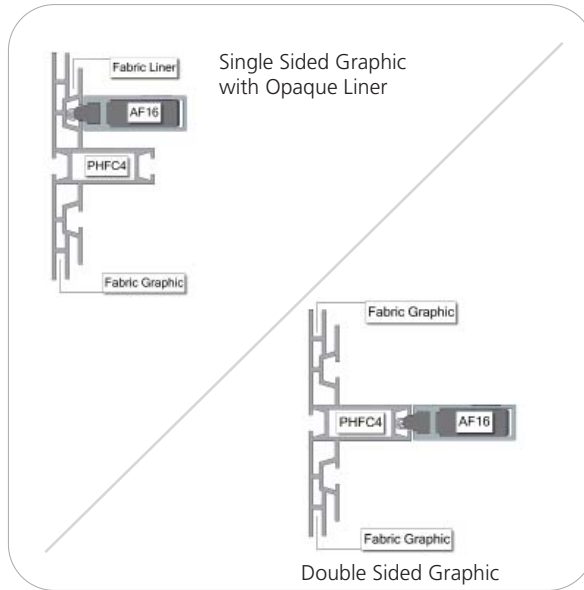 Single Sided Graphic
with Opaque Liner
Fabric Liner
AF16
PHFC4
Fabric Graphic
Fabric Graphic
PHFC4
AF16
Fabric Graphic
Double Sided Graphic